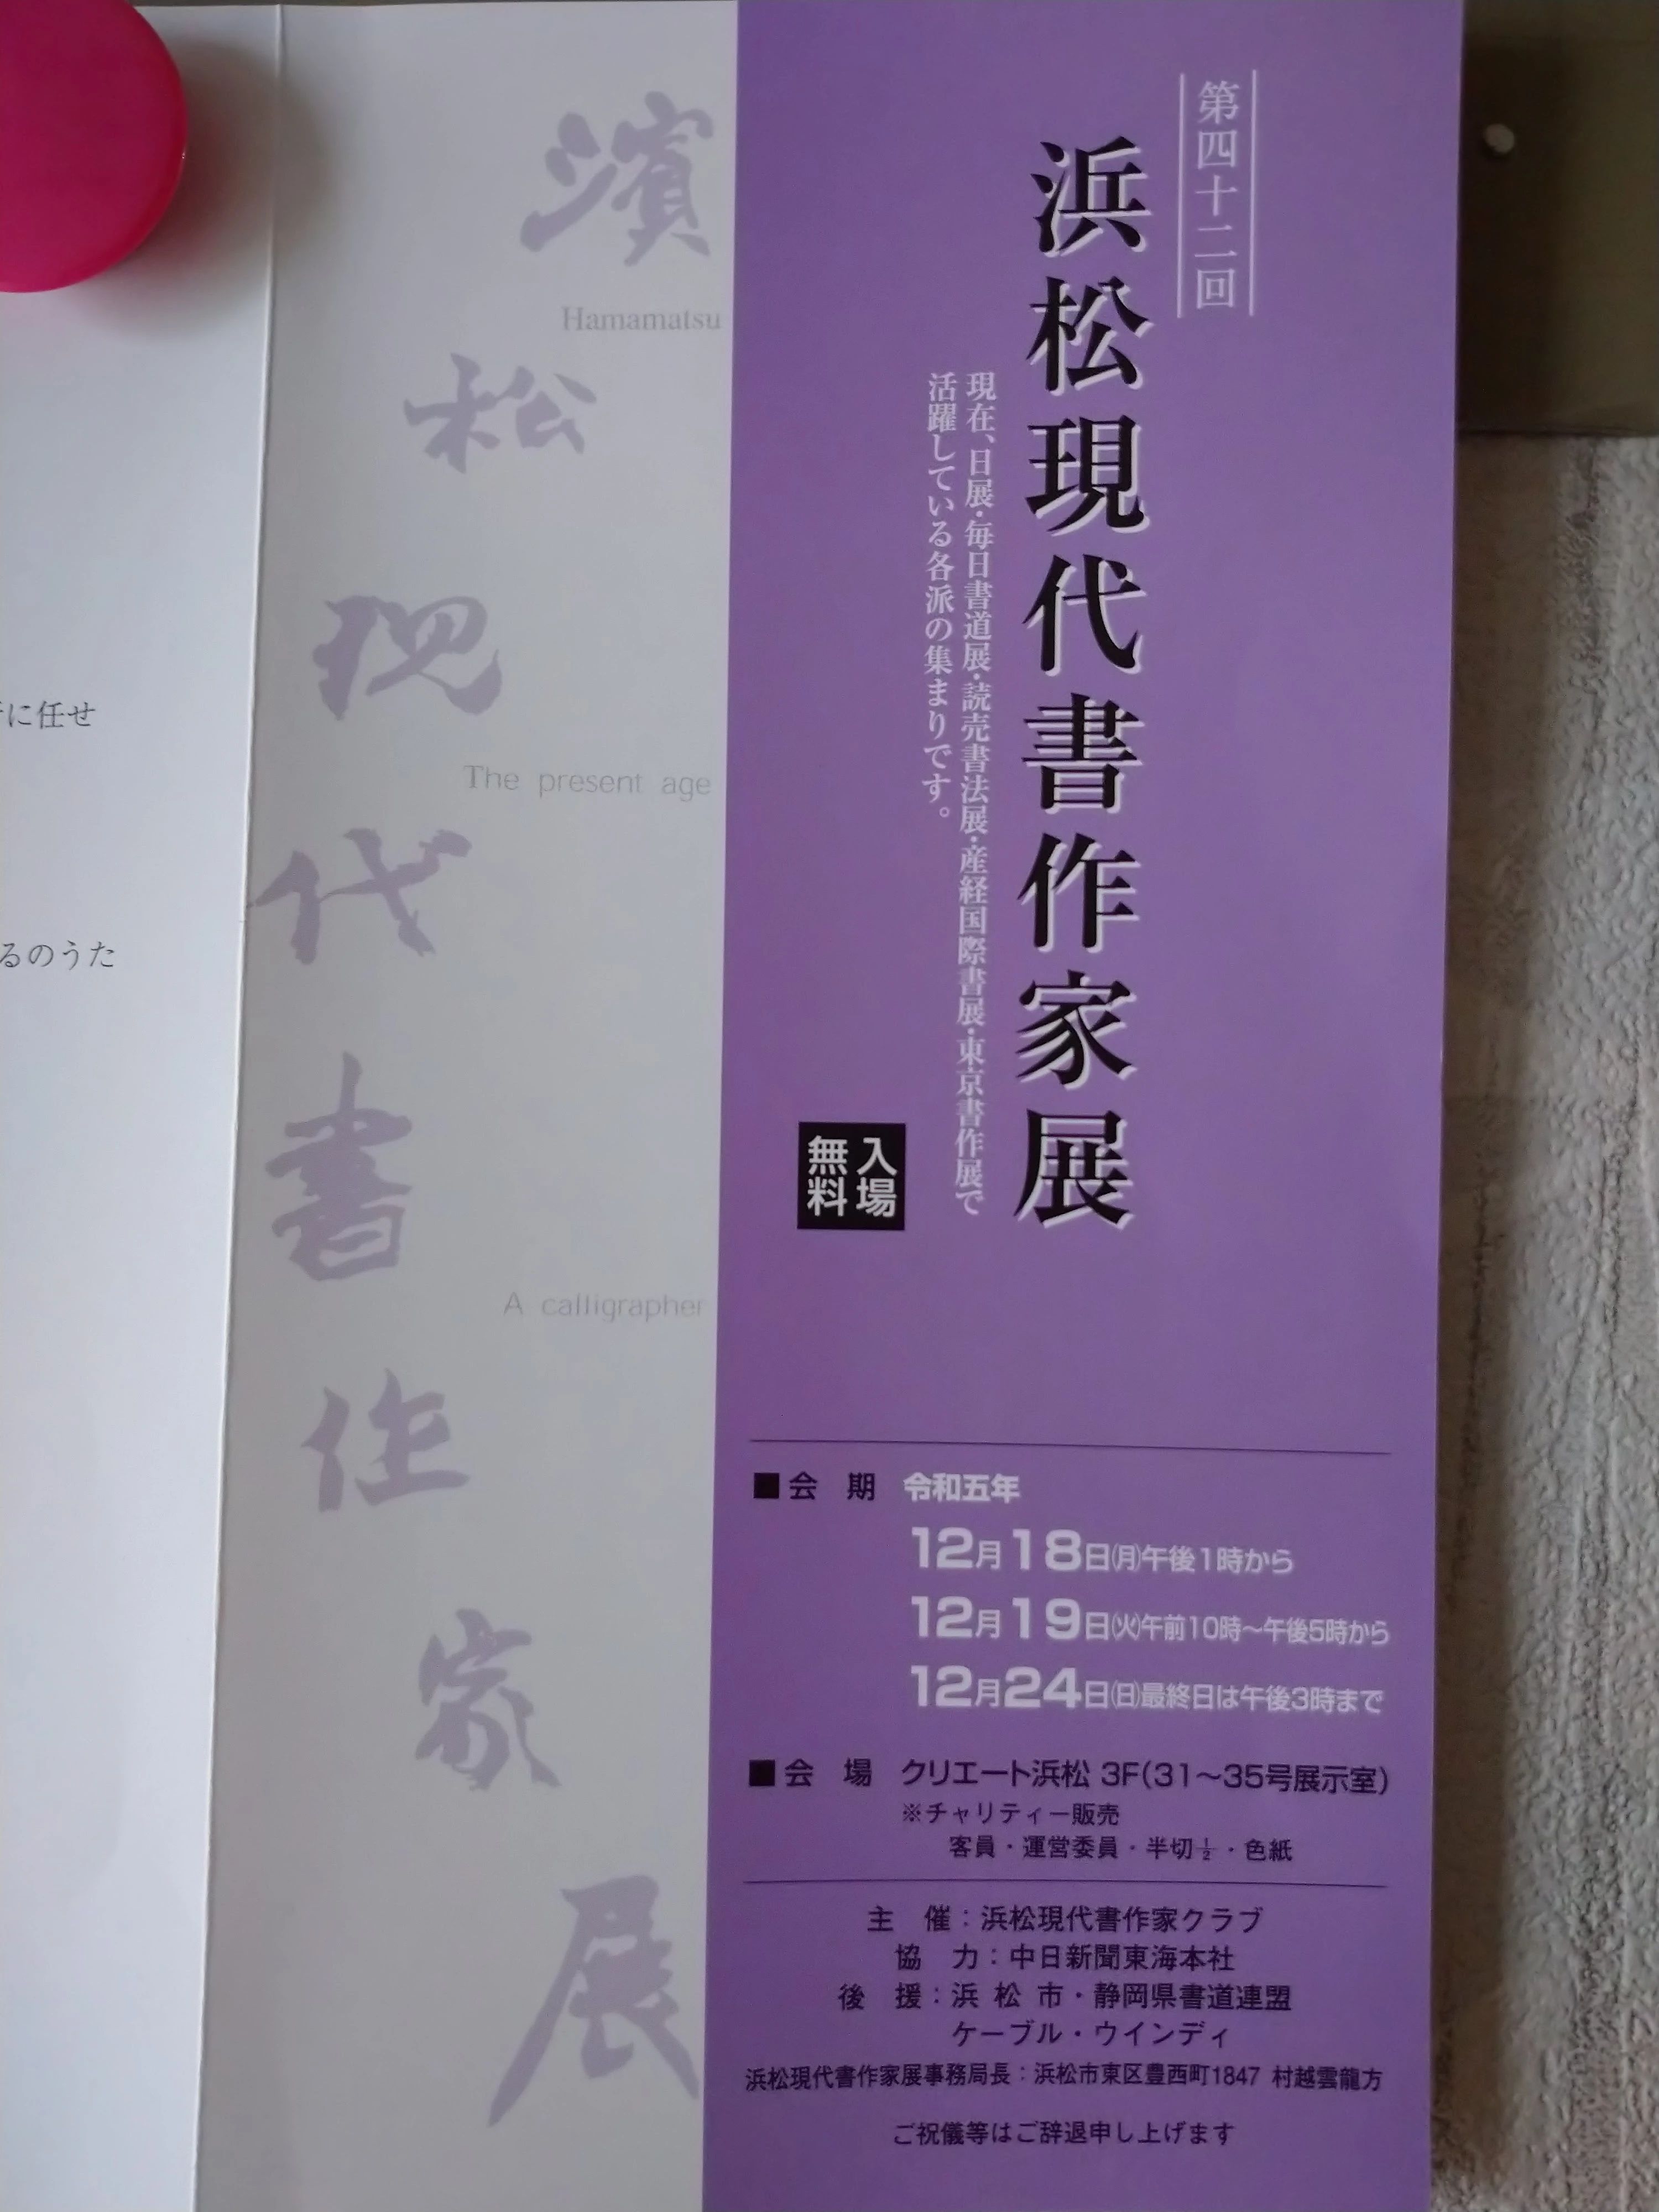 第四十二回
浜松現代書作家展
現在、日展・毎日書道展・読売書法展・産経国際書展・東京書作展で
活躍している各派の集まりです。
入場
無料
■会　期　令和五年
12月18日(月)午後1時から
12月19日(火)午前10時～午後5時から
12月24日(日)最終日は午後3時まで
■会　場　クリエート浜松 3F(31～35号展示室)
※チャリティー販売
客員・運営委員・半切½・色紙
主　催：浜松現代書作家クラブ
協　力：中日新聞東海本社
後　援：浜 松 市・静岡県書道連盟
ケーブル・ウインディ
浜松現代書作家展事務局長：浜松市東区豊西町1847 村越雲龍方
ご祝儀等はご辞退申し上げます
濱
Hamamatsu
松
現
The present age
代
書
A calligrapher
作
家
展
に任せ
るのうた